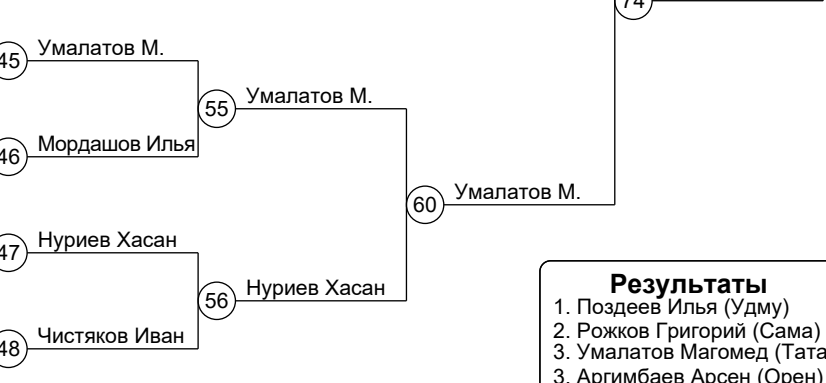 74
45 Умалатов М.
55 Умалатов М.
46 Мордашов Илья
60 Умалатов М.
47 Нуриев Хасан
56 Нуриев Хасан
48 Чистяков Иван
Результаты
1. Поздеев Илья (Удму)
2. Рожков Григорий (Сама)
3. Умалатов Магомед (Тата
3. Аргимбаев Арсен (Орен)